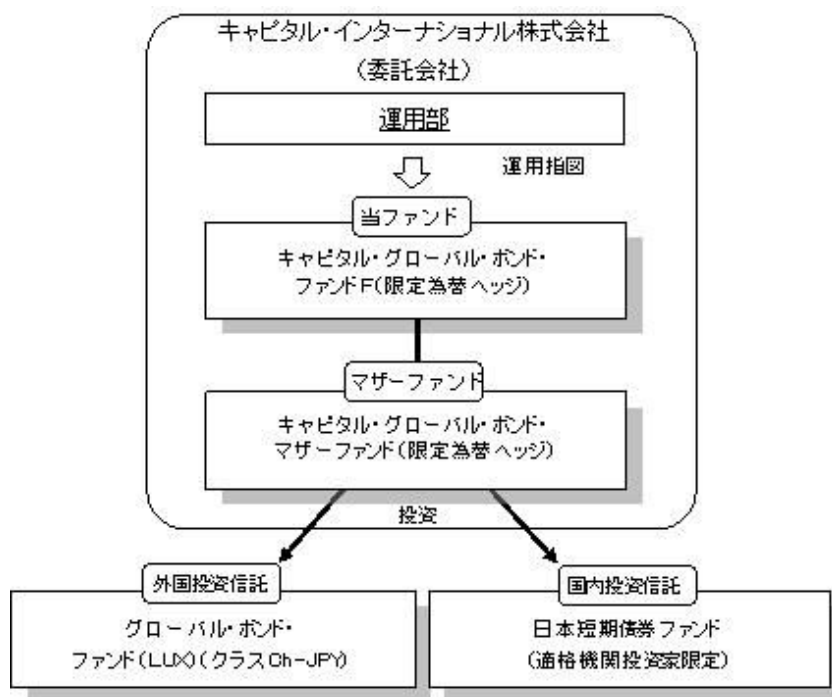 キャピタル・インターナショナル株式会社
(委託会社)
運用部
運用指図
当ファンド
キャピタル・グローバル・ボンド・
ファンドF(限定為替ヘッジ)
マザーファンド
キャピタル・グローバル・ボンド・
マザーファンド(限定為替ヘッジ)
投資
外国投資信託
グローバル・ボンド・
ファンド(LUX)(クラスCh-JPY)
国内投資信託
日本短期債券ファンド
(適格機関投資家限定)